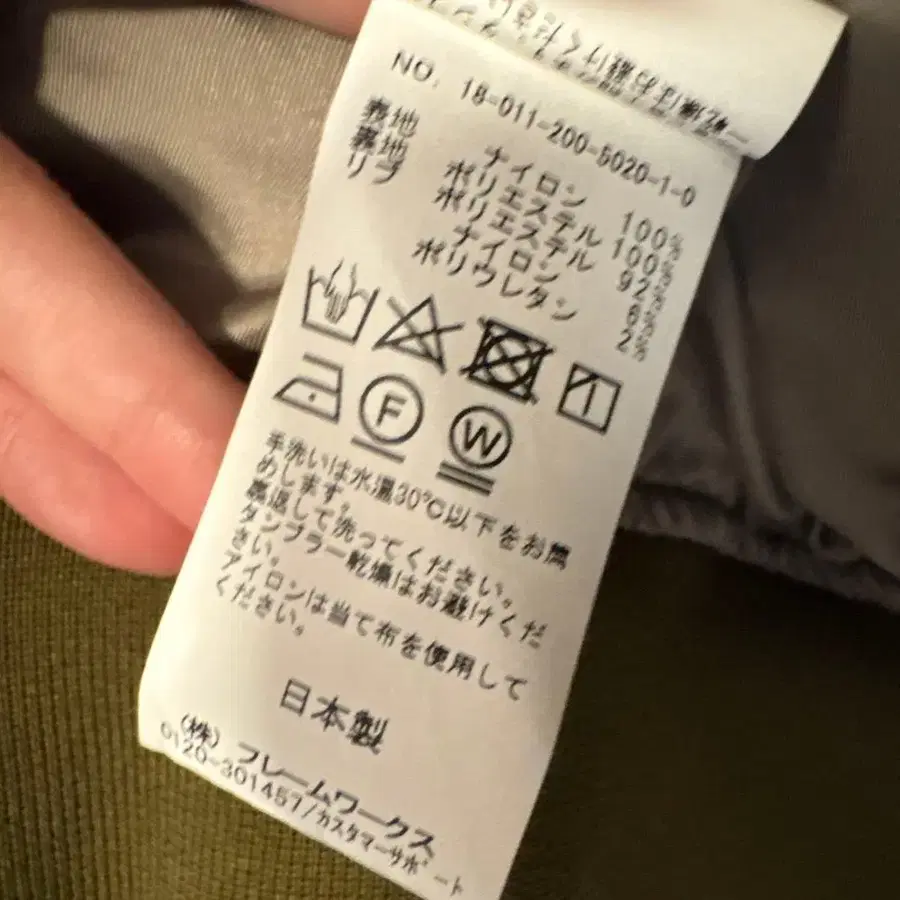 NO. 18-011-200-5020-1-0
表地 ナイロン 100%
裏地 ポリエステル 100%
リブ ポリエステル 92%
ナイロン 6%
ポリウレタン 2%
F
W
手洗いは水温30℃以下をお薦
めします。
裏返して洗ってください。
タンブラー乾燥はお避けくだ
さい。
アイロンは当て布を使用して
ください。
日本製
(株) フレームワークス
0120-301457/カスタマーサポート